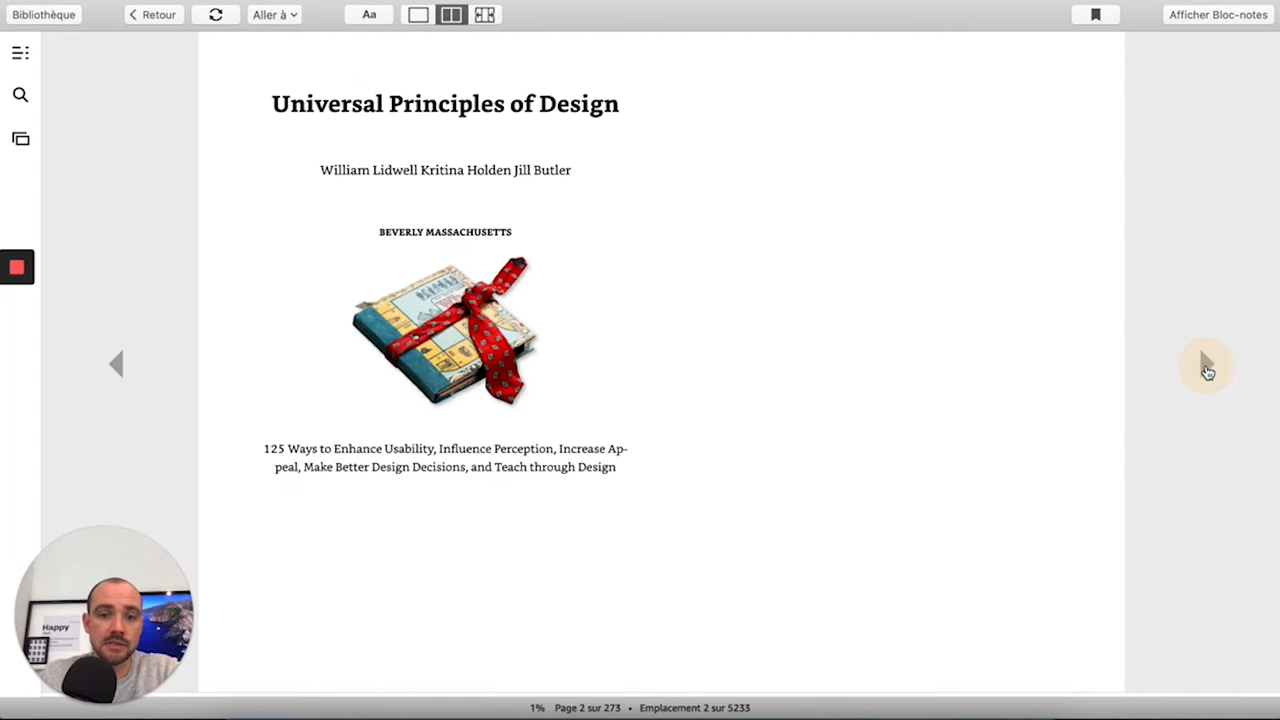 Bibliothèque
Retour
Aller à
Aa
Afficher Bloc-notes
Universal Principles of Design
William Lidwell Kritina Holden Jill Butler
BEVERLY MASSACHUSETTS
125 Ways to Enhance Usability, Influence Perception, Increase Ap-
peal, Make Better Design Decisions, and Teach through Design
Happy
1% Page 2 sur 273 • Emplacement 2 sur 5233